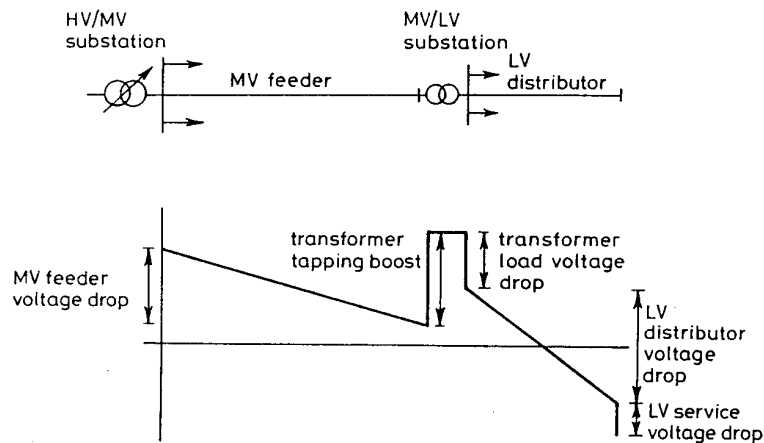 HV/MV
substation
MV feeder
MV/LV
substation
LV
distributor
MV feeder
voltage drop
transformer
tapping boost
transformer
load voltage
drop
LV
distributor
voltage
drop
LV service
voltage drop